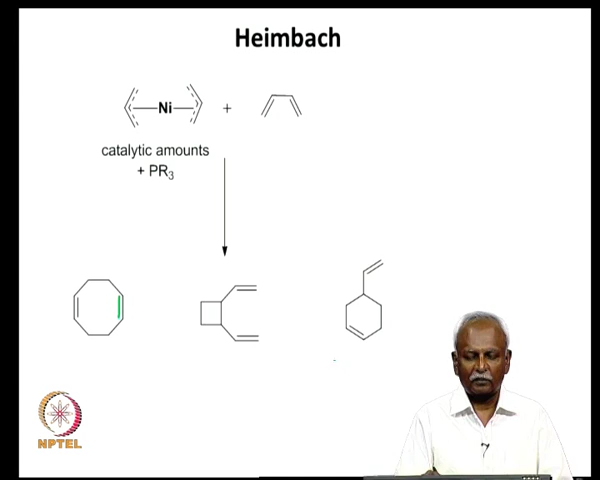 Heimbach
Ni
+
catalytic amounts
+ PR₃
NPTEL